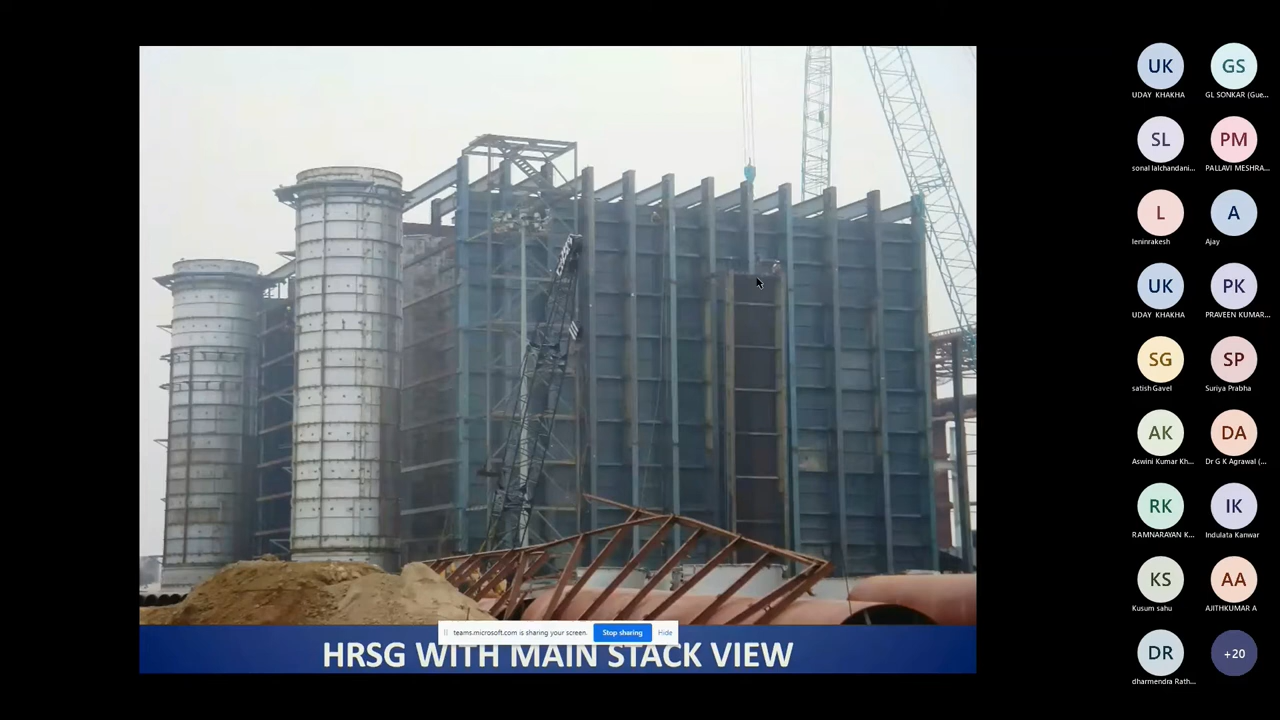 UK
GS
UDAY KHAKHA
GL SONKAR (Gue...
SL
PM
sonal lalchandani...
PALLAVI MESHRA...
L
A
leninrakesh
Ajay
UK
PK
UDAY KHAKHA
PRAVEEN KUMAR...
SG
SP
satish Gavel
Suriya Prabha
AK
DA
Aswini Kumar Kh...
Dr G K Agrawal (...
RK
IK
RAMNARAYAN K...
Indulata Kanwar
KS
AA
Kusum sahu
AJITHKUMAR A
DR
+20
dharmendra Rath...
teams.microsoft.com is sharing your screen.
Stop sharing
Hide
HRSG WITH MAIN STACK VIEW